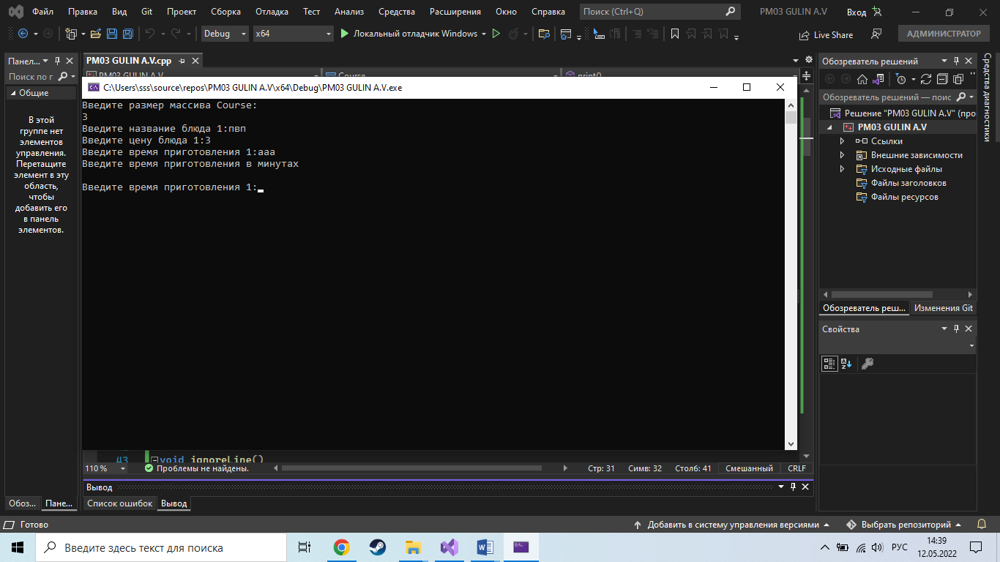 Файл Правка Вид Git Проект Сборка Отладка Тест Анализ Средства Расширения Окно Справка Поиск (Ctrl+Q) PM03 GULIN A.V Вход
Debug x64 Локальный отладчик Windows Live Share АДМИНИСТРАТОР
Панел...
Поиск по г
Общие
В этой
группе нет
элементов
управления.
Перетащите
элемент в эту
область,
чтобы
добавить его
в панель
элементов.
Обоз... Пане...
PM03 GULIN A.V.cpp
PM03 GULIN A.V Course print()
C:\Users\sss\source\repos\PM03 GULIN A.V\x64\Debug\PM03 GULIN A.V.exe
Введите размер массива Course:
3
Введите название блюда 1:пвп
Введите цену блюда 1:3
Введите время приготовления 1:ааа
Введите время приготовления в минутах
Введите время приготовления 1:
43 void ignoreLine()
110 % Проблемы не найдены. Стр: 31 Симв: 32 Столб: 41 Смешанный CRLF
Вывод
Список ошибок Вывод
Обозреватель решений
Обозреватель решений — поис
Решение "PM03 GULIN A.V" (про
PM03 GULIN A.V
Ссылки
Внешние зависимости
Исходные файлы
Файлы заголовков
Файлы ресурсов
Обозреватель реш... Изменения Git
Свойства
Средства диагностики
Готово Добавить в систему управления версиями Выбрать репозиторий
Введите здесь текст для поиска РУС 14:39
12.05.2022